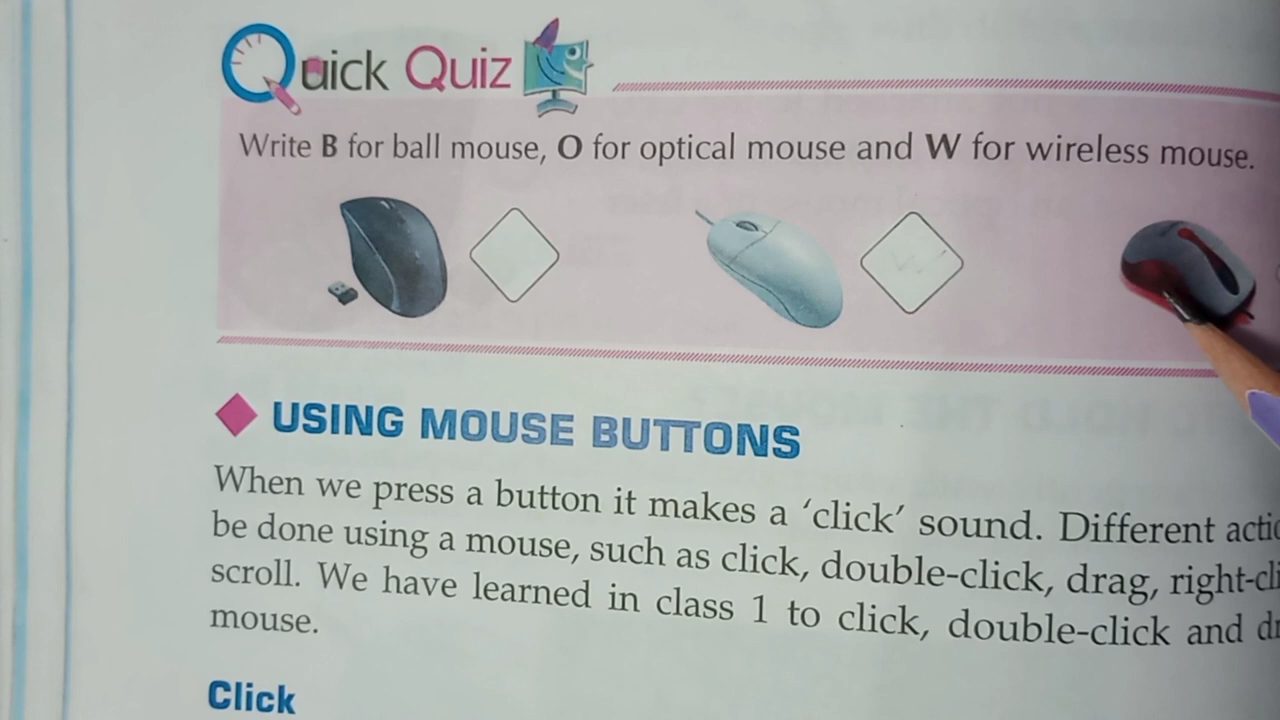 Quick Quiz
Write B for ball mouse, O for optical mouse and W for wireless mouse.
USING MOUSE BUTTONS
When we press a button it makes a ‘click’ sound. Different
be done using a mouse, such as click, double-click, drag,
scroll. We have learned in class 1 to click, double-click and
mouse.
Click